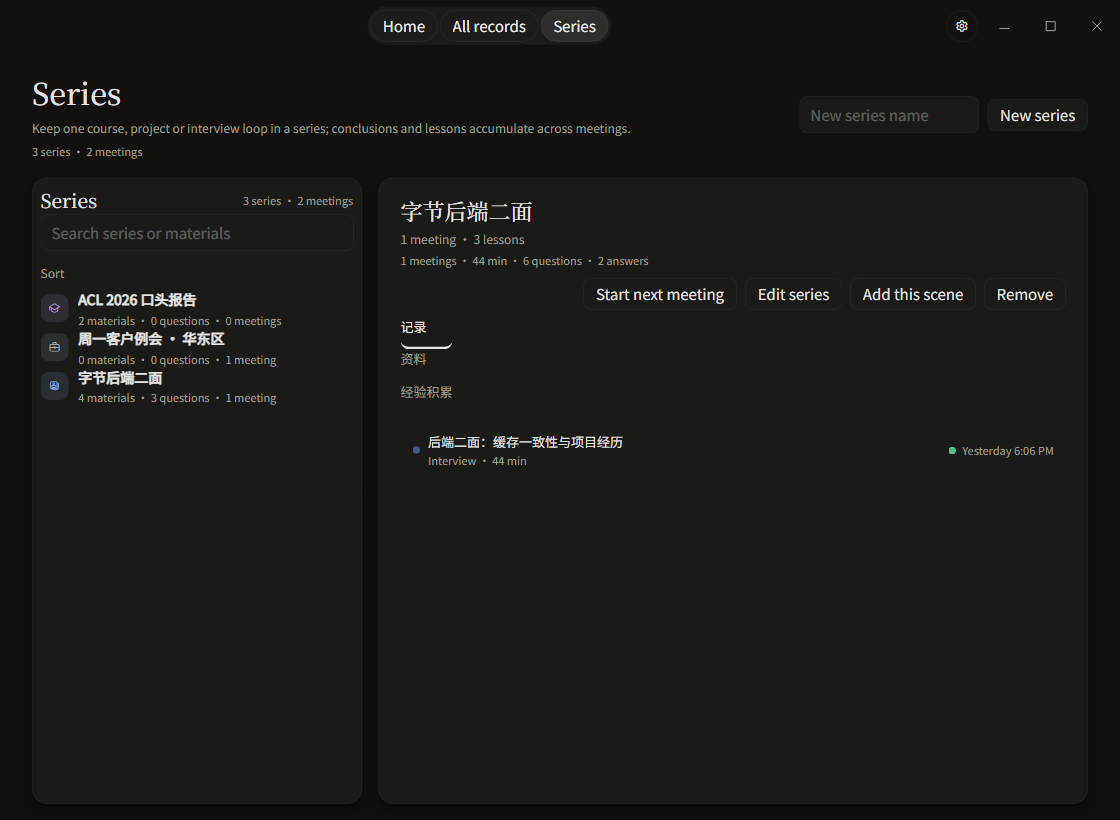 Home All records Series
Series
Keep one course, project or interview loop in a series; conclusions and lessons accumulate across meetings.
3 series • 2 meetings
New series name New series
Series 3 series • 2 meetings
Search series or materials
Sort
ACL 2026 口头报告
2 materials • 0 questions • 0 meetings
周一客户例会 · 华东区
0 materials • 0 questions • 1 meeting
字节后端二面
4 materials • 3 questions • 1 meeting
字节后端二面
1 meeting • 3 lessons
1 meetings • 44 min • 6 questions • 2 answers
Start next meeting Edit series Add this scene Remove
记录
资料
经验积累
后端二面：缓存一致性与项目经历
Interview • 44 min
Yesterday 6:06 PM